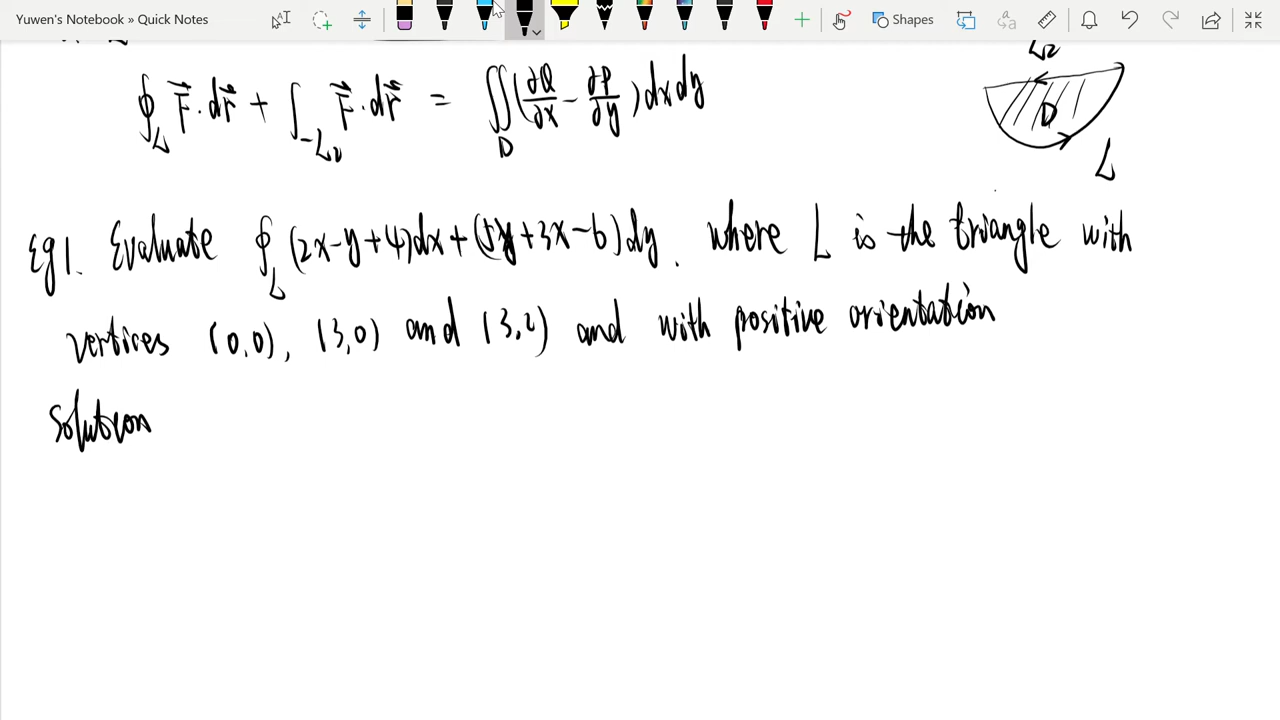 Yuwen's Notebook » Quick Notes
Shapes
∮_L F⃗·dr⃗ + ∫_{-L_0} F⃗·dr⃗ = ∬_D (∂Q/∂x - ∂P/∂y) dxdy
D
L
Eg1. Evaluate ∮_L (2x-y+4)dx+(5y+3x-6)dy, where L is the triangle with
vertices (0,0), (3,0) and (3,2) and with positive orientation
Solution